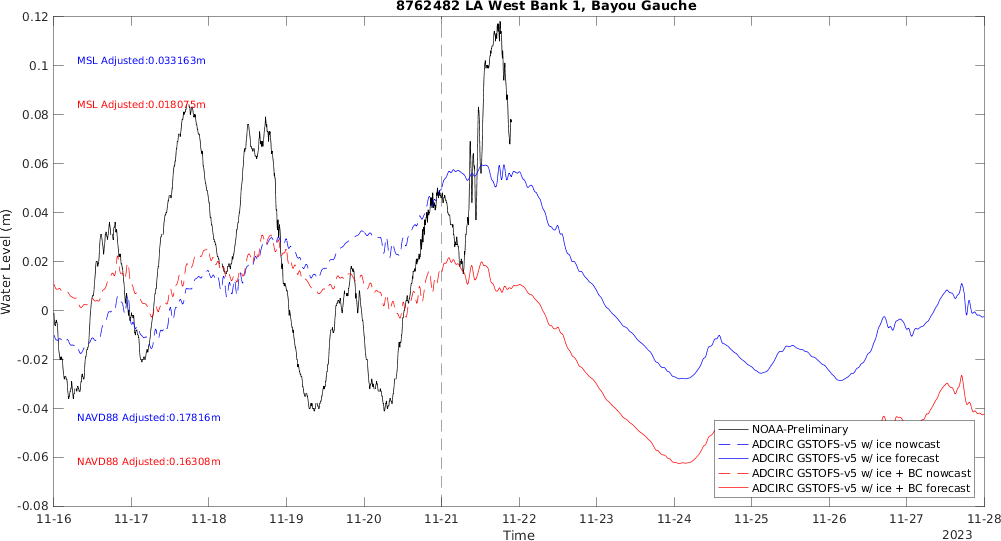 8762482 LA West Bank 1, Bayou Gauche
0.12
0.1
0.08
0.06
0.04
0.02
0
-0.02
-0.04
-0.06
-0.08
Water Level (m)
MSL Adjusted:0.033163m
MSL Adjusted:0.018075m
NAVD88 Adjusted:0.17816m
NAVD88 Adjusted:0.16308m
NOAA-Preliminary
ADCIRC GSTOFS-v5 w/ ice nowcast
ADCIRC GSTOFS-v5 w/ ice forecast
ADCIRC GSTOFS-v5 w/ ice + BC nowcast
ADCIRC GSTOFS-v5 w/ ice + BC forecast
11-16 11-17 11-18 11-19 11-20 11-21 11-22 11-23 11-24 11-25 11-26 11-27 11-28
Time
2023